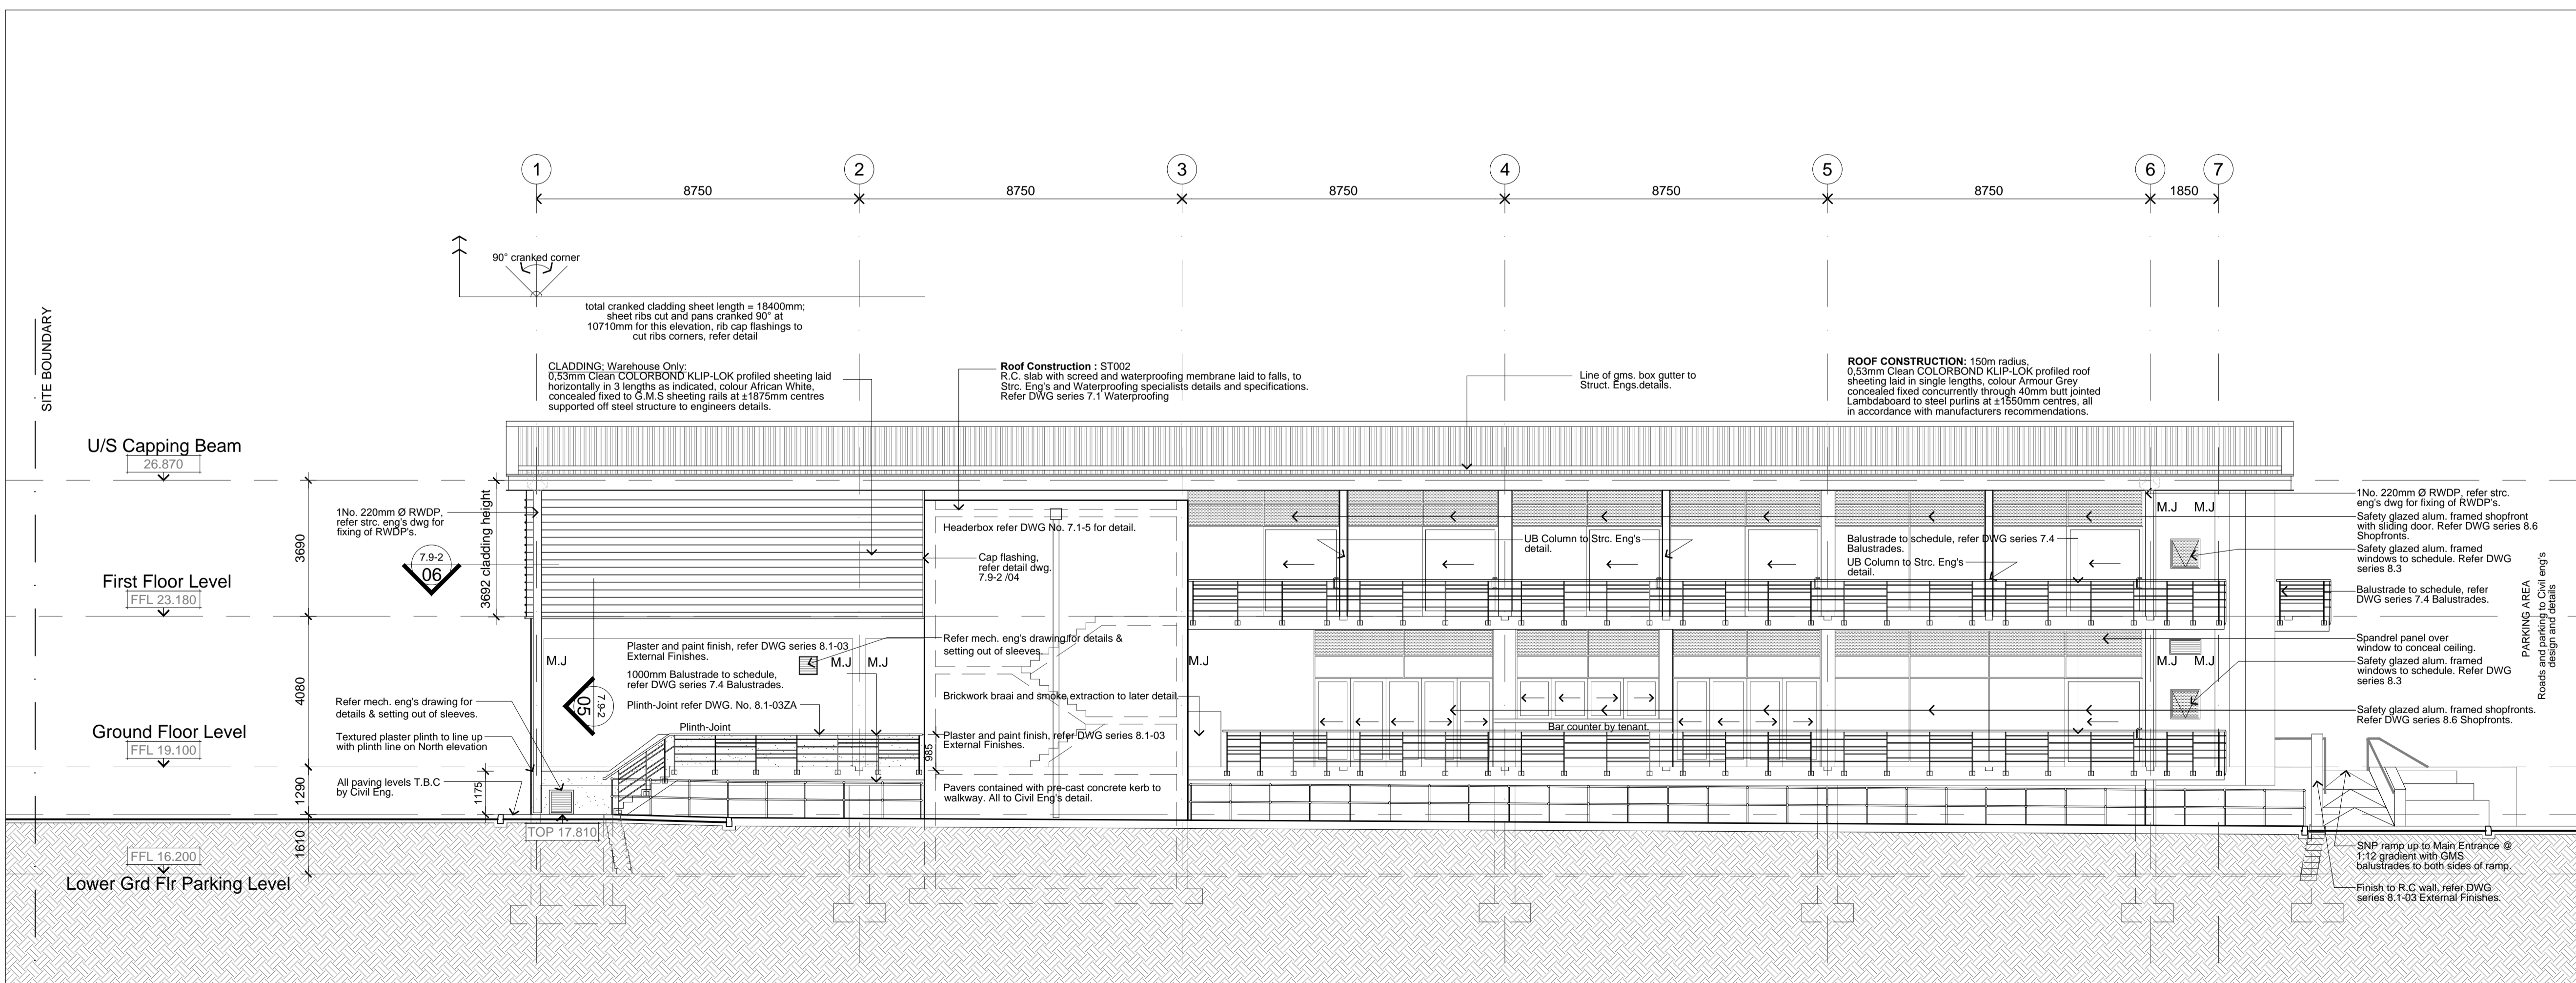 1
2
3
4
5
6
7
8750
8750
8750
8750
8750
1850
90° cranked corner
total cranked cladding sheet length = 18400mm;
sheet ribs cut and pans cranked 90° at
10710mm for this elevation, rib cap flashings to
cut ribs corners, refer detail
SITE BOUNDARY
CLADDING; Warehouse Only:
0,53mm Clean COLORBOND KLIP-LOK profiled sheeting laid
horizontally in 3 lengths as indicated, colour African White,
concealed fixed to G.M.S sheeting rails at ±1875mm centres
supported off steel structure to engineers details.
Roof Construction : ST002
R.C. slab with screed and waterproofing membrane laid to falls, to
Strc. Eng's and Waterproofing specialists details and specifications.
Refer DWG series 7.1 Waterproofing
Line of gms. box gutter to
Struct. Engs.details.
ROOF CONSTRUCTION: 150m radius,
0,53mm Clean COLORBOND KLIP-LOK profiled roof
sheeting laid in single lengths, colour Armour Grey
concealed fixed concurrently through 40mm butt jointed
Lambdaboard to steel purlins at ±1550mm centres, all
in accordance with manufacturers recommendations.
U/S Capping Beam
26.870
First Floor Level
FFL 23.180
Ground Floor Level
FFL 19.100
FFL 16.200
Lower Grd Flr Parking Level
3690
4080
1290
1610
3692 cladding height
1175
985
1No. 220mm Ø RWDP,
refer strc. eng's dwg for
fixing of RWDP's.
7.9-2
06
7.9-2
05
Refer mech. eng's drawing for
details & setting out of sleeves.
Textured plaster plinth to line up
with plinth line on North elevation
All paving levels T.B.C
by Civil Eng.
TOP 17.810
M.J
Plaster and paint finish, refer DWG series 8.1-03
External Finishes.
M.J
M.J
1000mm Balustrade to schedule,
refer DWG series 7.4 Balustrades.
Plinth-Joint refer DWG. No. 8.1-03ZA
Plinth-Joint
Headerbox refer DWG No. 7.1-5 for detail.
Cap flashing,
refer detail dwg.
7.9-2 /04
Refer mech. eng's drawing for details &
setting out of sleeves.
M.J
Brickwork braai and smoke extraction to later detail.
Plaster and paint finish, refer DWG series 8.1-03
External Finishes.
Pavers contained with pre-cast concrete kerb to
walkway. All to Civil Eng's detail.
UB Column to Strc. Eng's
detail.
Balustrade to schedule, refer DWG series 7.4
Balustrades.
UB Column to Strc. Eng's
detail.
Bar counter by tenant.
M.J
M.J
M.J
M.J
1No. 220mm Ø RWDP, refer strc.
eng's dwg for fixing of RWDP's.
Safety glazed alum. framed shopfront
with sliding door. Refer DWG series 8.6
Shopfronts.
Safety glazed alum. framed
windows to schedule. Refer DWG
series 8.3
Balustrade to schedule, refer
DWG series 7.4 Balustrades.
Spandrel panel over
window to conceal ceiling.
Safety glazed alum. framed
windows to schedule. Refer DWG
series 8.3
Safety glazed alum. framed shopfronts.
Refer DWG series 8.6 Shopfronts.
SNP ramp up to Main Entrance @
1:12 gradient with GMS
balustrades to both sides of ramp.
Finish to R.C wall, refer DWG
series 8.1-03 External Finishes.
PARKING AREA
Roads and parking to Civil eng's
design and details